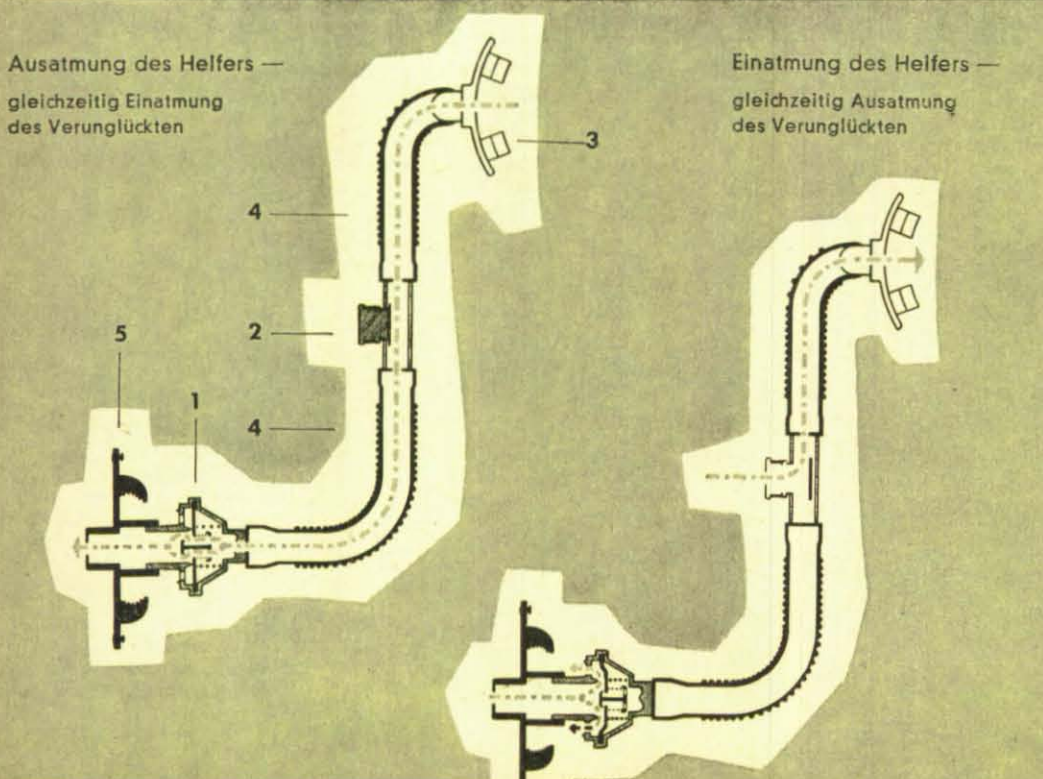 Ausatmung des Helfers —
gleichzeitig Einatmung
des Verunglückten
Einatmung des Helfers —
gleichzeitig Ausatmung
des Verunglückten
3
4
2
5
1
4